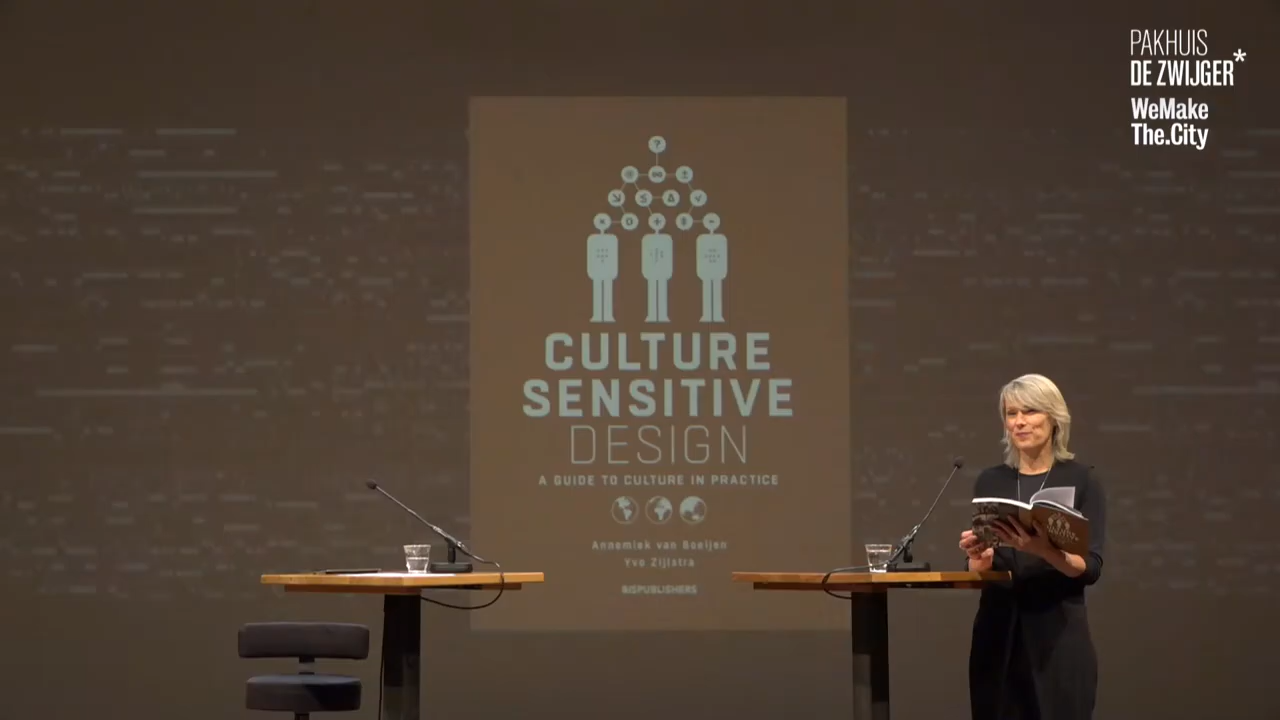 PAKHUIS
DE ZWIJGER*
WeMake
The.City
CULTURE
SENSITIVE
DESIGN
A GUIDE TO CULTURE IN PRACTICE
Annemiek van Boeijen
Yvo Zijlstra
BISPUBLISHERS